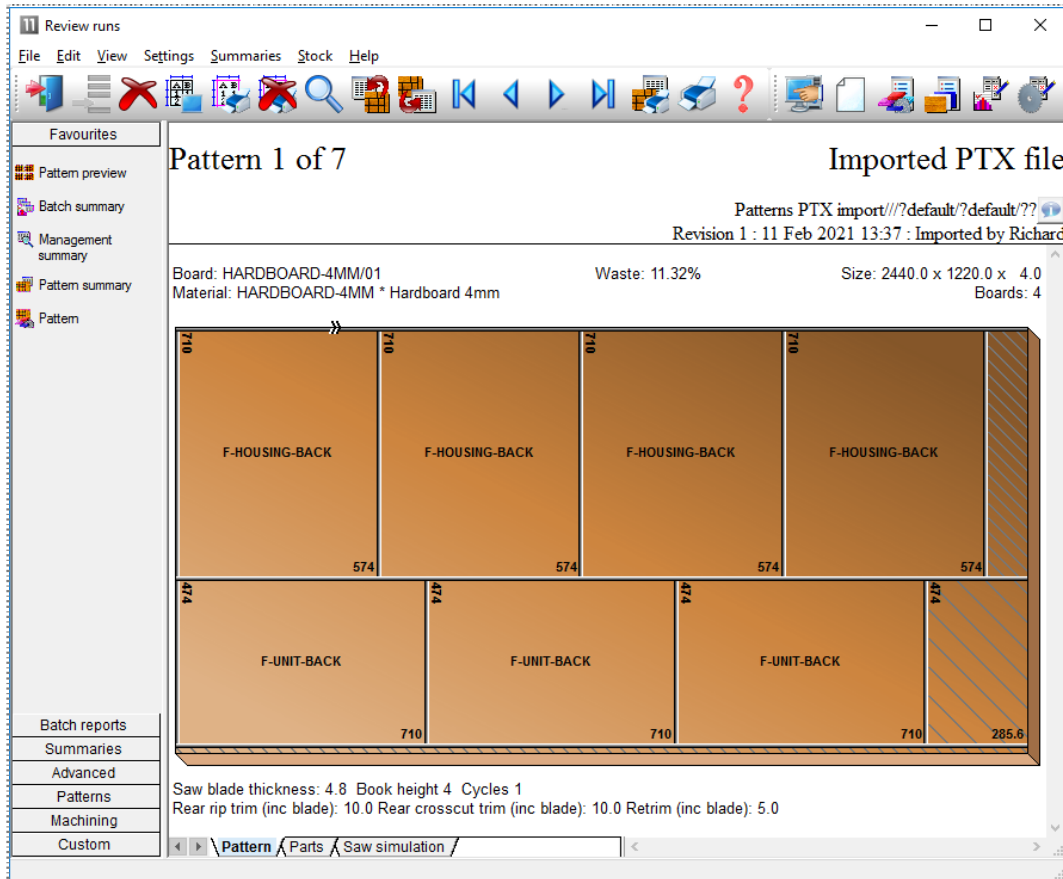 11 Review runs
File Edit View Settings Summaries Stock Help
Favourites
Pattern preview
Batch summary
Management
summary
Pattern summary
Pattern
Batch reports
Summaries
Advanced
Patterns
Machining
Custom
Pattern 1 of 7 Imported PTX file
Patterns PTX import///?default/?default/??
Revision 1 : 11 Feb 2021 13:37 : Imported by Richard
Board: HARDBOARD-4MM/01 Waste: 11.32% Size: 2440.0 x 1220.0 x 4.0
Material: HARDBOARD-4MM * Hardboard 4mm Boards: 4
710 710 710 710
F-HOUSING-BACK F-HOUSING-BACK F-HOUSING-BACK F-HOUSING-BACK
574 574 574 574
474 474 474 474
F-UNIT-BACK F-UNIT-BACK F-UNIT-BACK
710 710 710 285.6
Saw blade thickness: 4.8 Book height 4 Cycles 1
Rear rip trim (inc blade): 10.0 Rear crosscut trim (inc blade): 10.0 Retrim (inc blade): 5.0
Pattern Parts Saw simulation